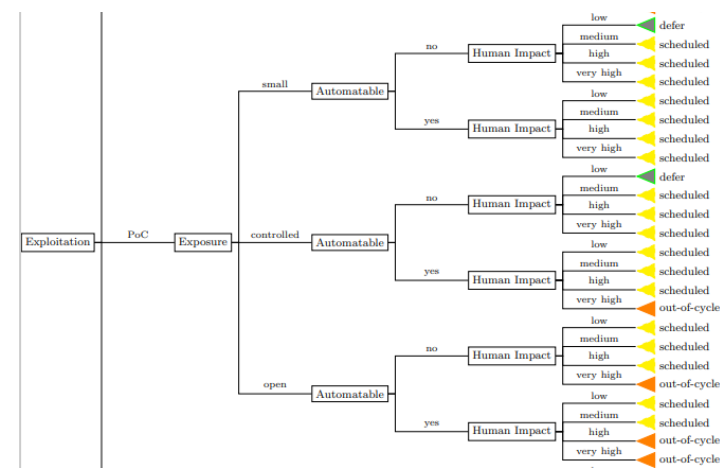 low
defer
medium
scheduled
high
scheduled
very high
scheduled
no
Human Impact
small
Automatable
low
scheduled
medium
scheduled
high
scheduled
very high
scheduled
yes
Human Impact
low
defer
medium
scheduled
high
scheduled
very high
scheduled
no
Human Impact
Exploitation
PoC
Exposure
controlled
Automatable
low
scheduled
medium
scheduled
high
scheduled
very high
out-of-cycle
yes
Human Impact
low
scheduled
medium
scheduled
high
scheduled
very high
out-of-cycle
no
Human Impact
open
Automatable
low
scheduled
medium
scheduled
high
out-of-cycle
very high
out-of-cycle
yes
Human Impact